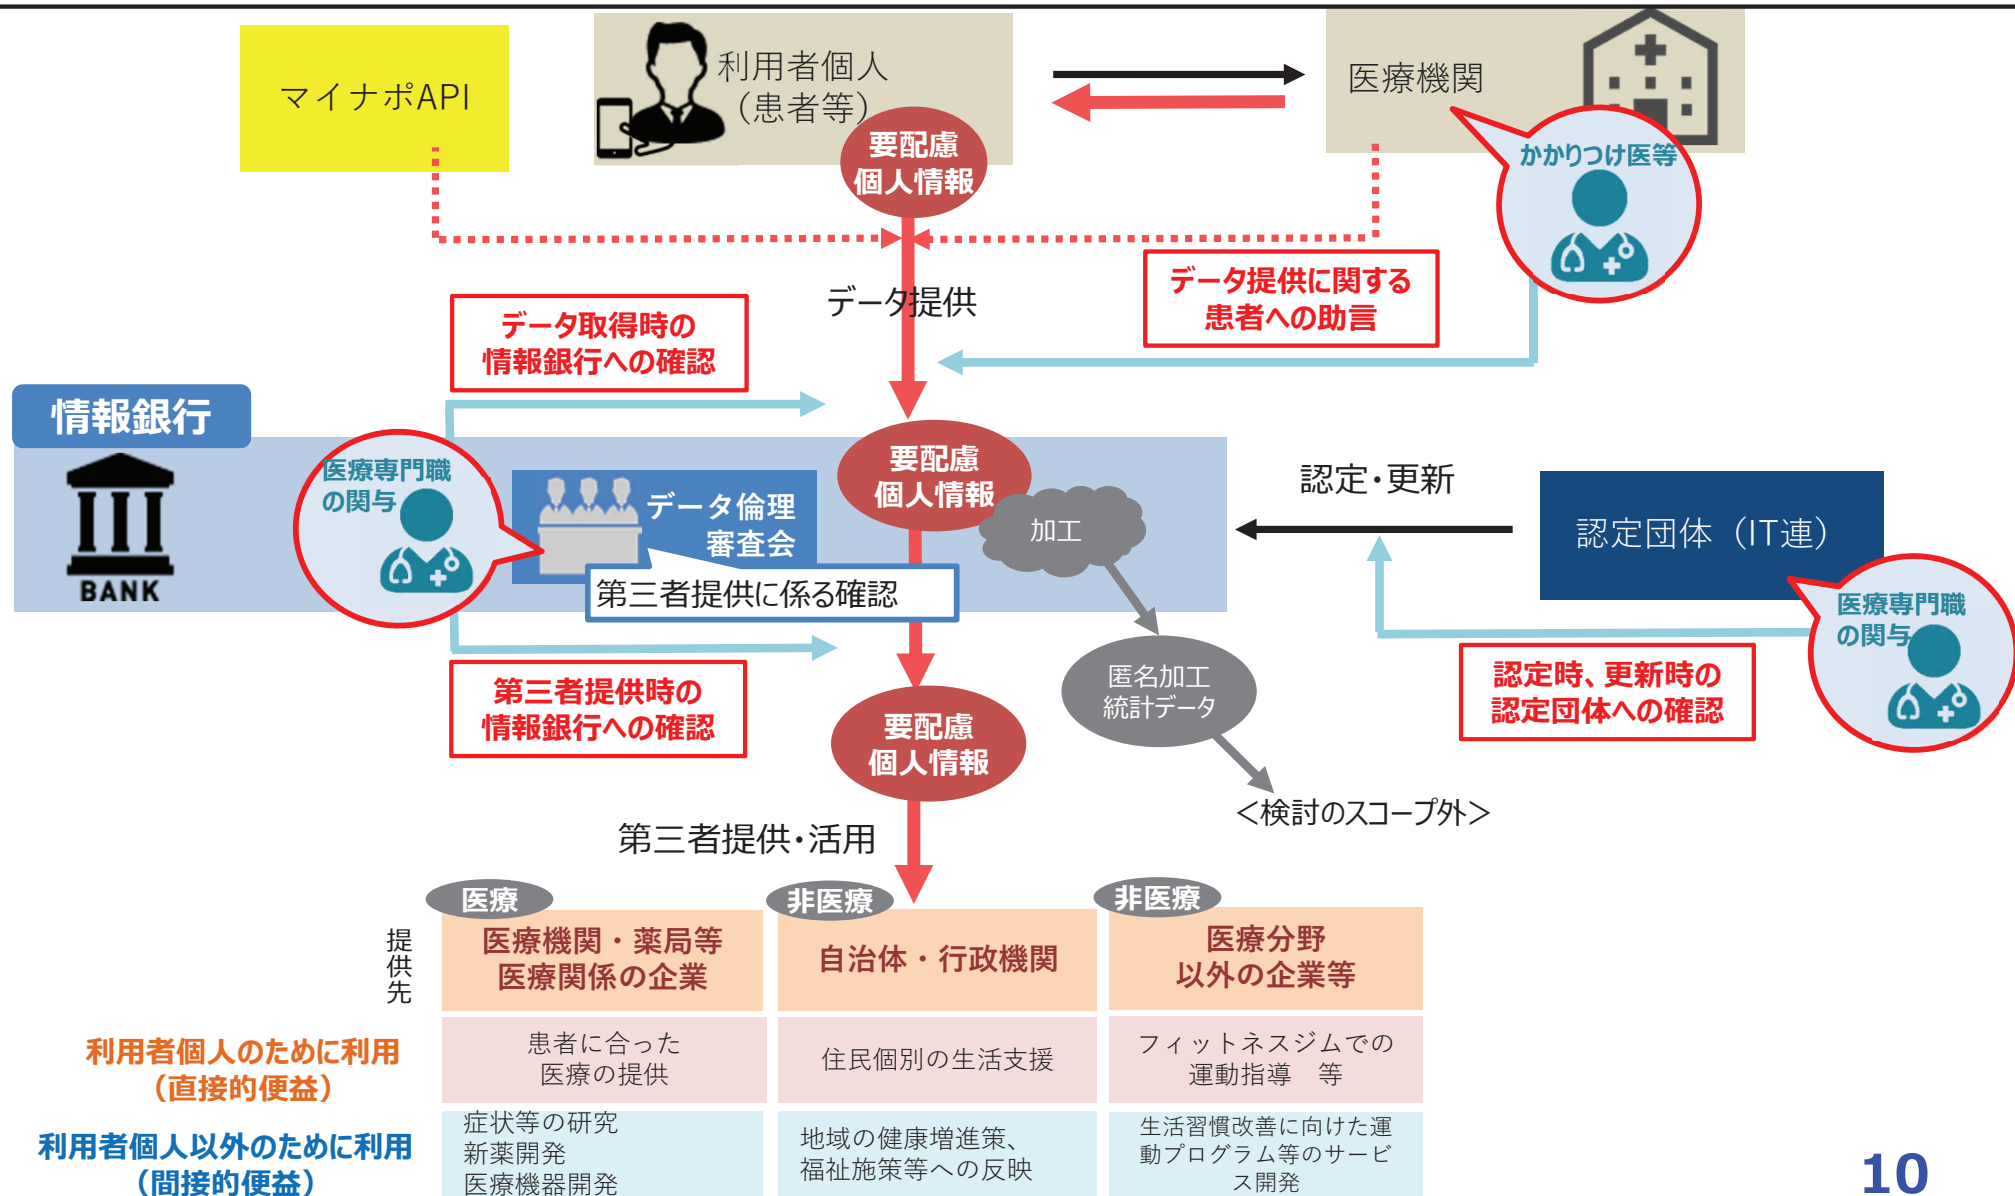 マイナポAPI
利用者個人
（患者等）
医療機関
要配慮
個人情報
かかりつけ医等
データ提供
データ提供に関する
患者への助言
データ取得時の
情報銀行への確認
情報銀行
BANK
医療専門職
の関与
データ倫理
審査会
第三者提供に係る確認
要配慮
個人情報
加工
認定・更新
認定団体（IT連）
医療専門職
の関与
第三者提供時の
情報銀行への確認
要配慮
個人情報
匿名加工
統計データ
認定時、更新時の
認定団体への確認
＜検討のスコープ外＞
第三者提供・活用
提供先
医療
医療機関・薬局等
医療関係の企業
非医療
自治体・行政機関
非医療
医療分野
以外の企業等
利用者個人のために利用
（直接的便益）
患者に合った
医療の提供
住民個別の生活支援
フィットネスジムでの
運動指導　等
利用者個人以外のために利用
（間接的便益）
症状等の研究
新薬開発
医療機器開発
地域の健康増進策、
福祉施策等への反映
生活習慣改善に向けた運
動プログラム等のサービ
ス開発
10